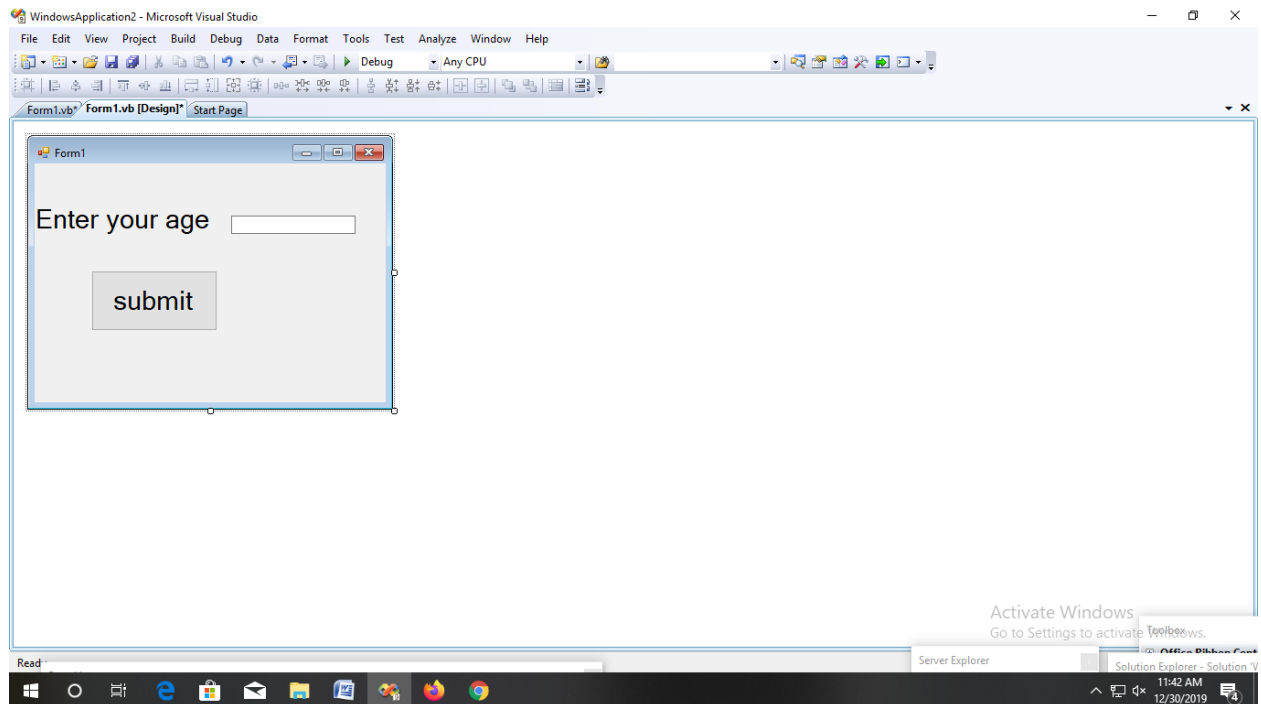 WindowsApplication2 - Microsoft Visual Studio
File Edit View Project Build Debug Data Format Tools Test Analyze Window Help
Debug Any CPU
Form1.vb* Form1.vb [Design]* Start Page
Form1
Enter your age
submit
Activate Windows
Go to Settings to activate Windows.
Toolbox
Server Explorer
Solution Explorer - Solution
Read
11:42 AM
12/30/2019
4